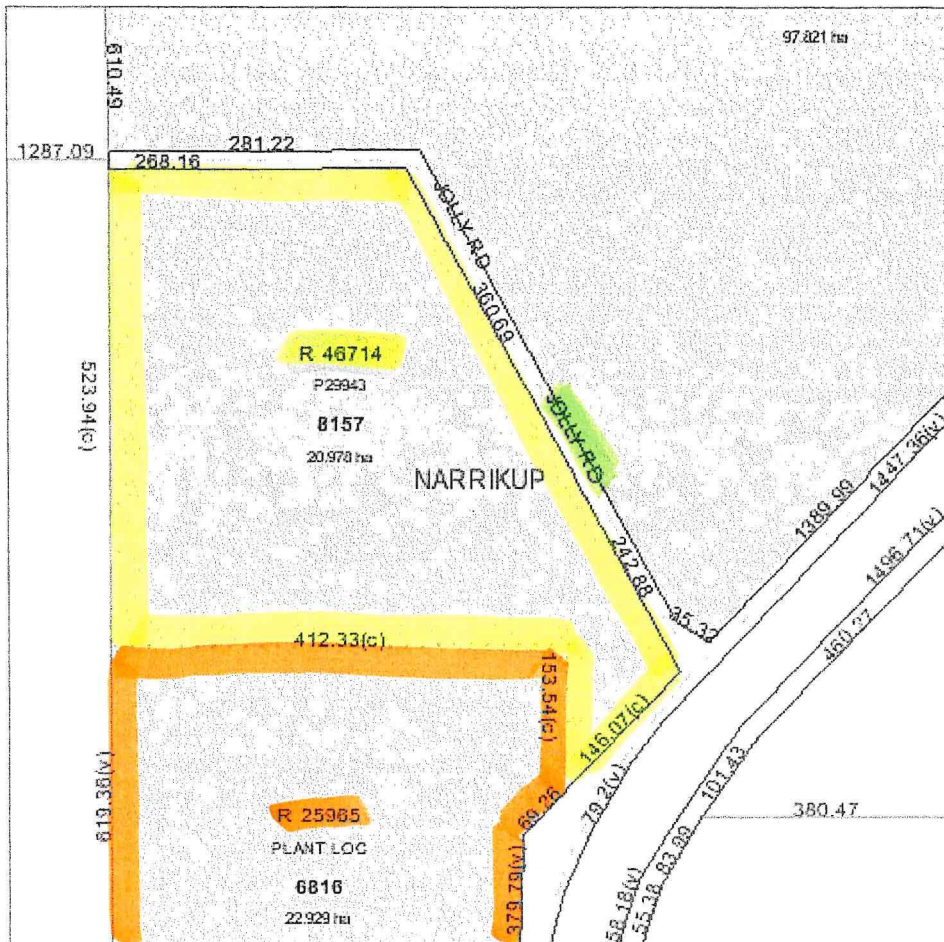 97.821 ha
610.49
281.22
1287.09
268.16
JOLLY RD
360.69
R 46714
P29943
8157
20.978 ha
523.94(c)
JOLLY RD
NARRIKUP
1447.36(v)
1389.99
1496.71(v)
242.88
35.32
460.27
412.33(c)
153.54(c)
146.07(c)
619.36(v)
101.43
79.2(v)
69.26
R 25965
PLANT LOC
6816
22.929 ha
380.47
83.09
379.79(v)
58.18(v)
55.38